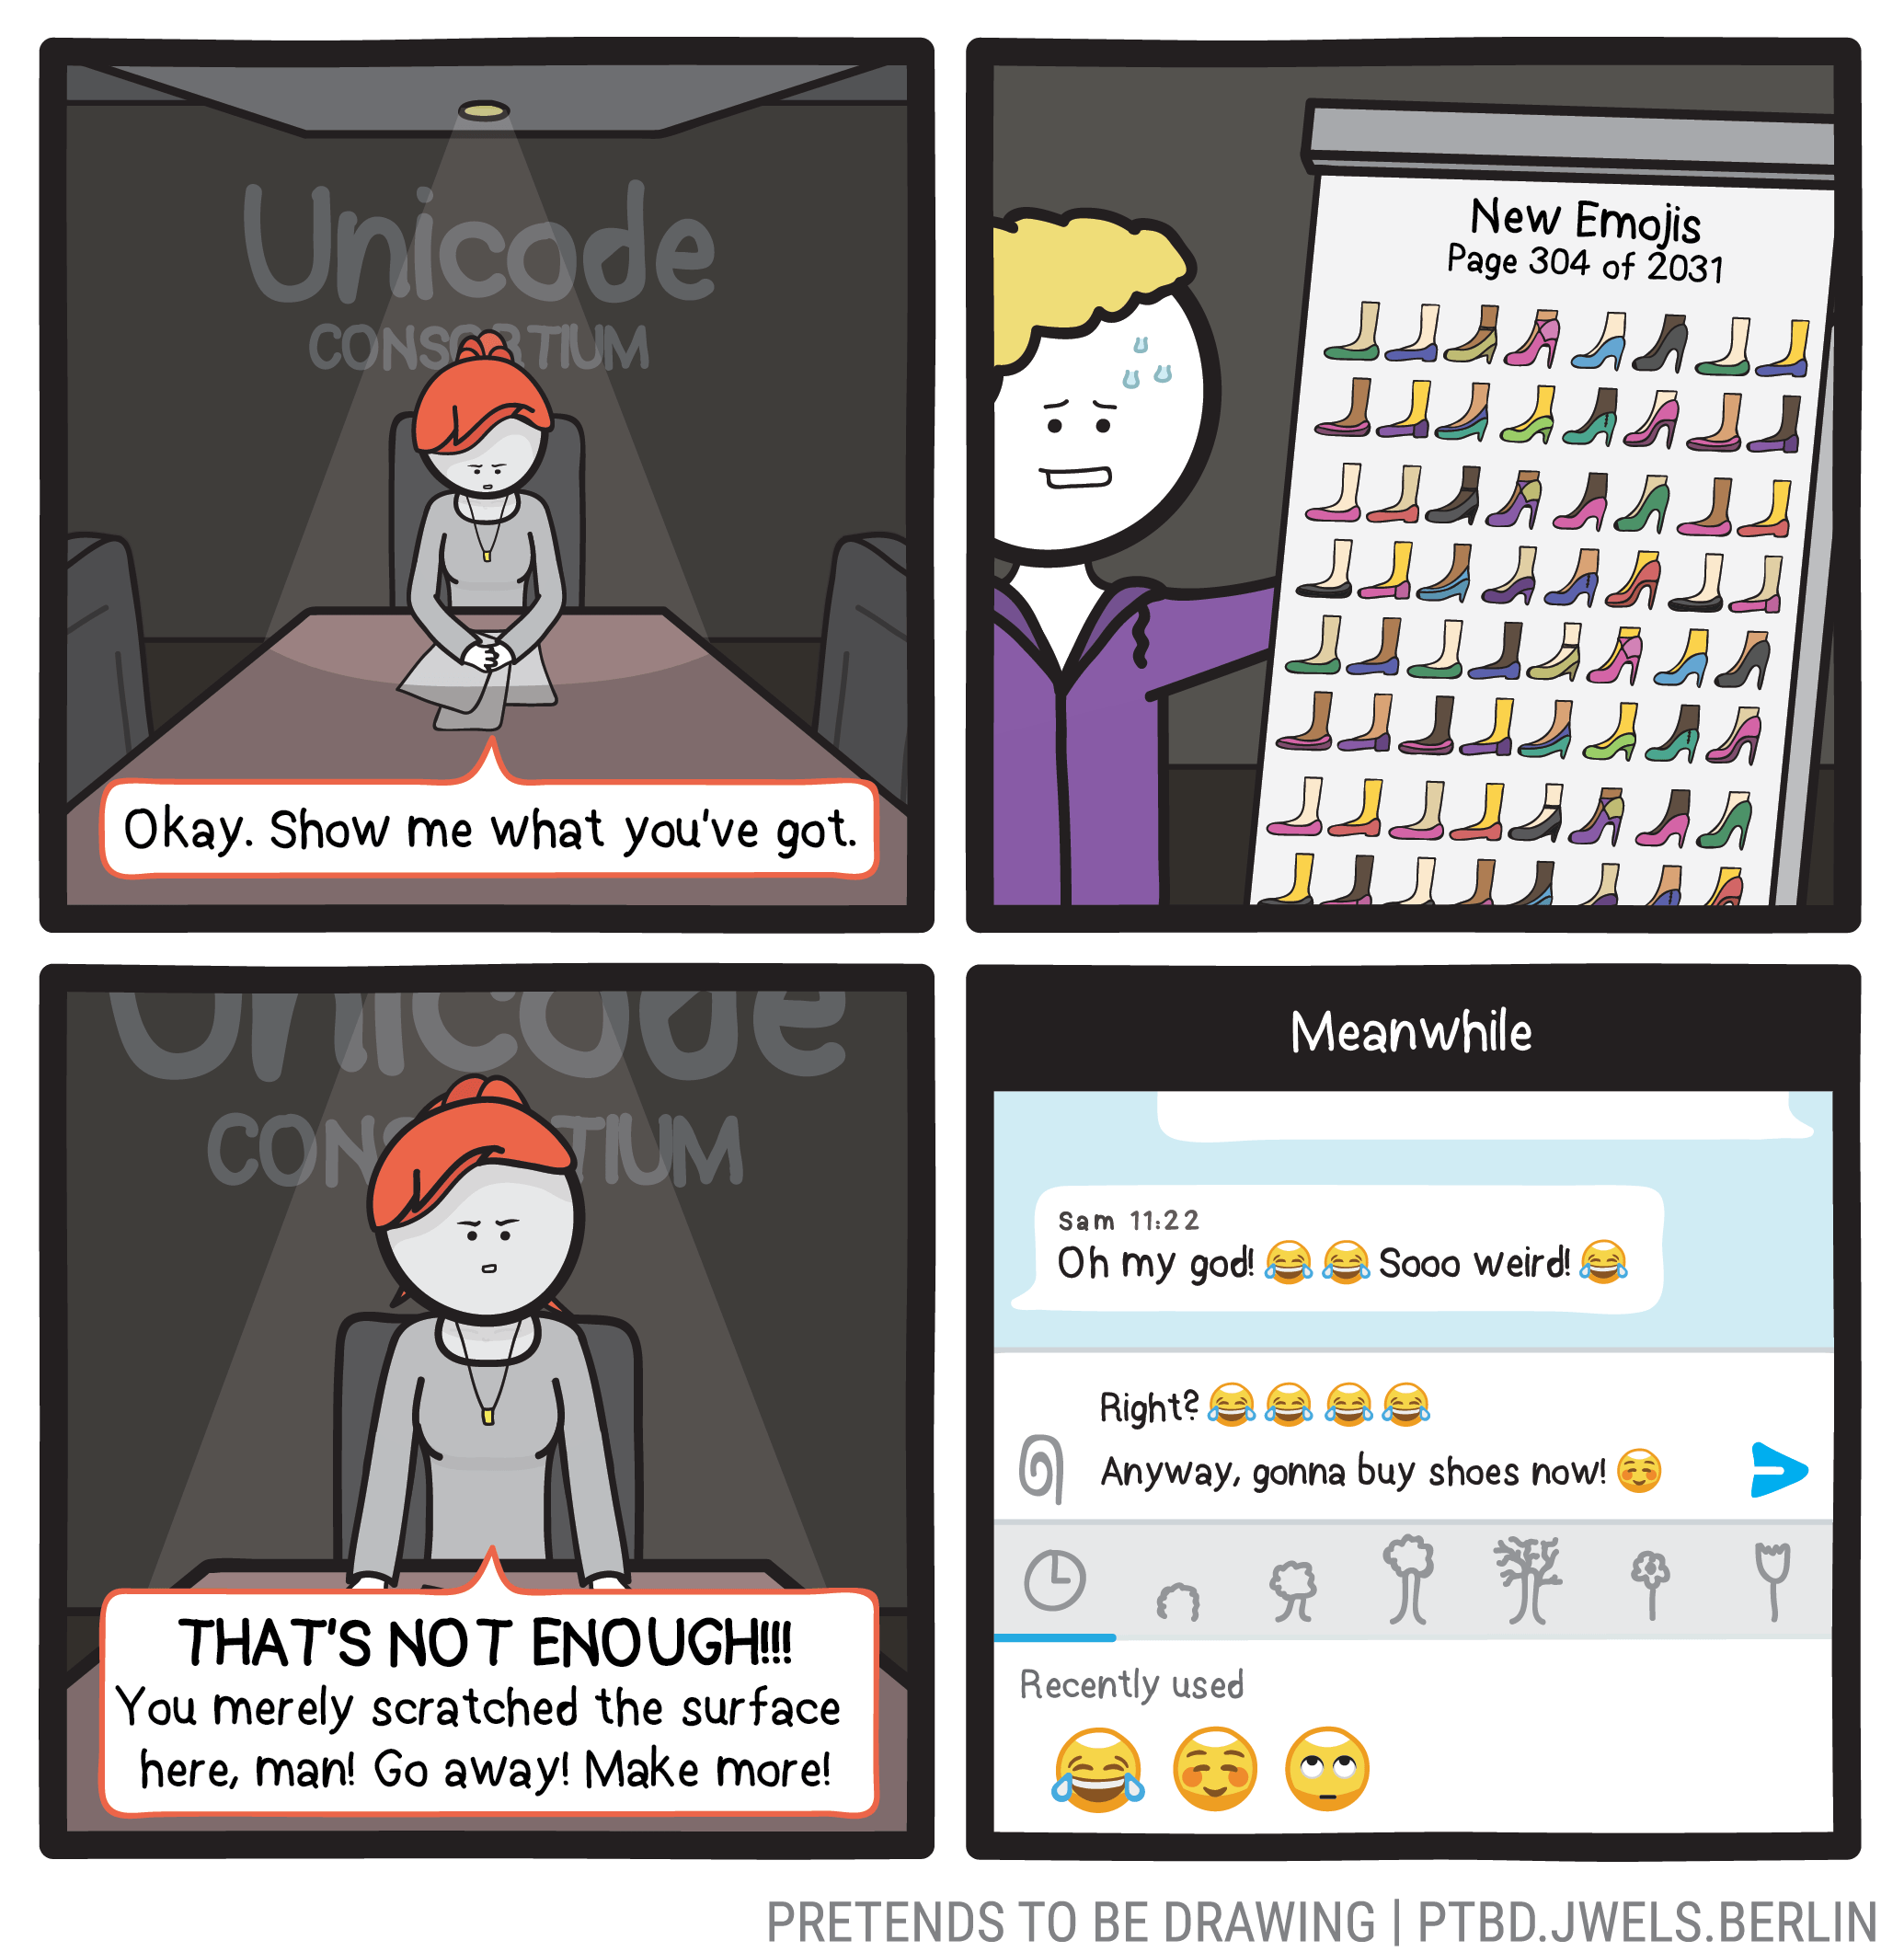 Unicode
CONSORTIUM
Okay. Show me what you've got.
New Emojis
Page 304 of 2031
Unicode
CONSORTIUM
THAT'S NOT ENOUGH!!!
You merely scratched the surface
here, man! Go away! Make more!
Meanwhile
Sam 11:22
Oh my god! 😂 😂 Sooo weird! 😂
Right? 😂 😂 😂 😂
Anyway, gonna buy shoes now! ☺️
Recently used
PRETENDS TO BE DRAWING | PTBD.JWELS.BERLIN